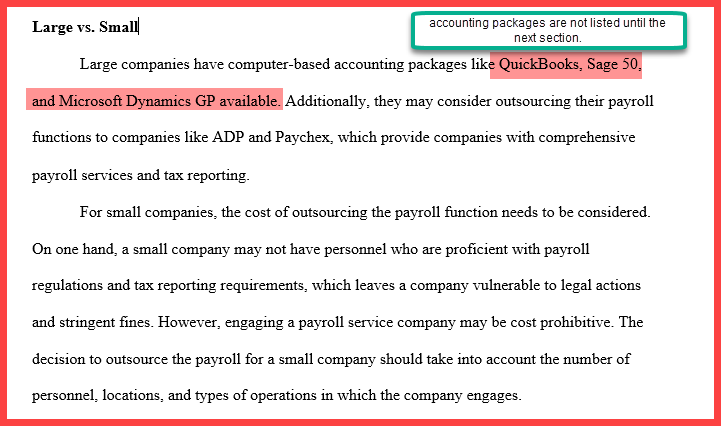 Large vs. Small
accounting packages are not listed until the
next section.
Large companies have computer-based accounting packages like QuickBooks, Sage 50,
and Microsoft Dynamics GP available. Additionally, they may consider outsourcing their payroll
functions to companies like ADP and Paychex, which provide companies with comprehensive
payroll services and tax reporting.
For small companies, the cost of outsourcing the payroll function needs to be considered.
On one hand, a small company may not have personnel who are proficient with payroll
regulations and tax reporting requirements, which leaves a company vulnerable to legal actions
and stringent fines. However, engaging a payroll service company may be cost prohibitive. The
decision to outsource the payroll for a small company should take into account the number of
personnel, locations, and types of operations in which the company engages.